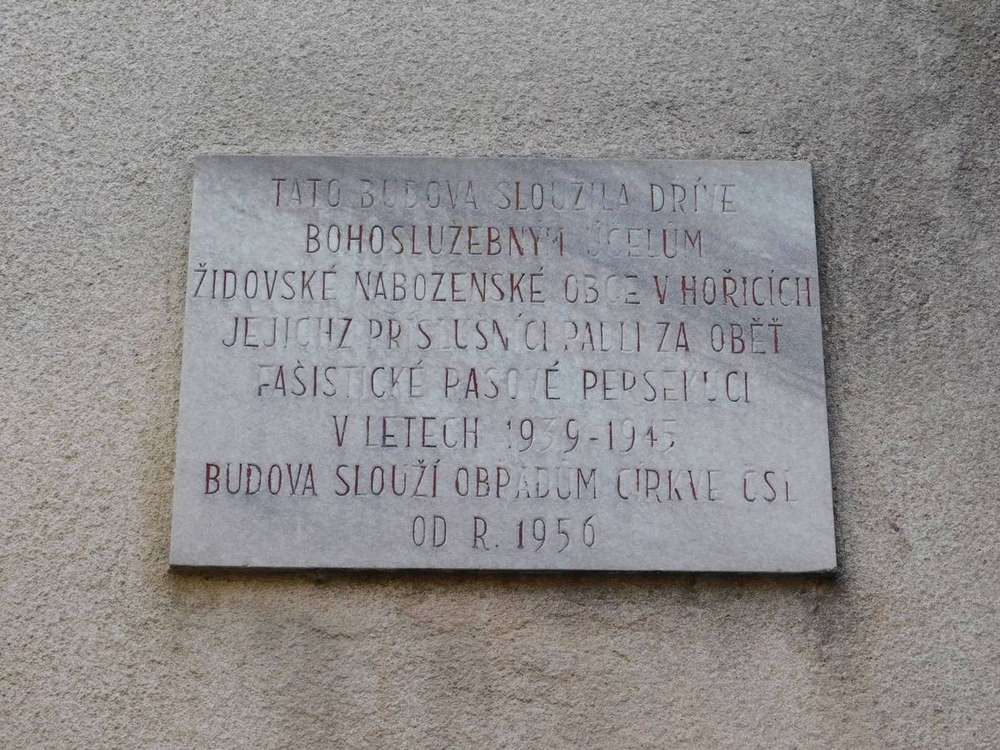 TATO BUDOVA SLOUŽILA DŘÍVE
BOHOSLUŽEBNÝM ÚČELŮM
ŽIDOVSKÉ NÁBOŽENSKÉ OBCE V HOŘICÍCH
JEJICHŽ PŘÍSLUŠNÍCI PADLI ZA OBĚŤ
FAŠISTICKÉ RASOVÉ PERSEKUCI
V LETECH 1939-1945
BUDOVA SLOUŽÍ OBŘADŮM CÍRKVE ČSL
OD R. 1956